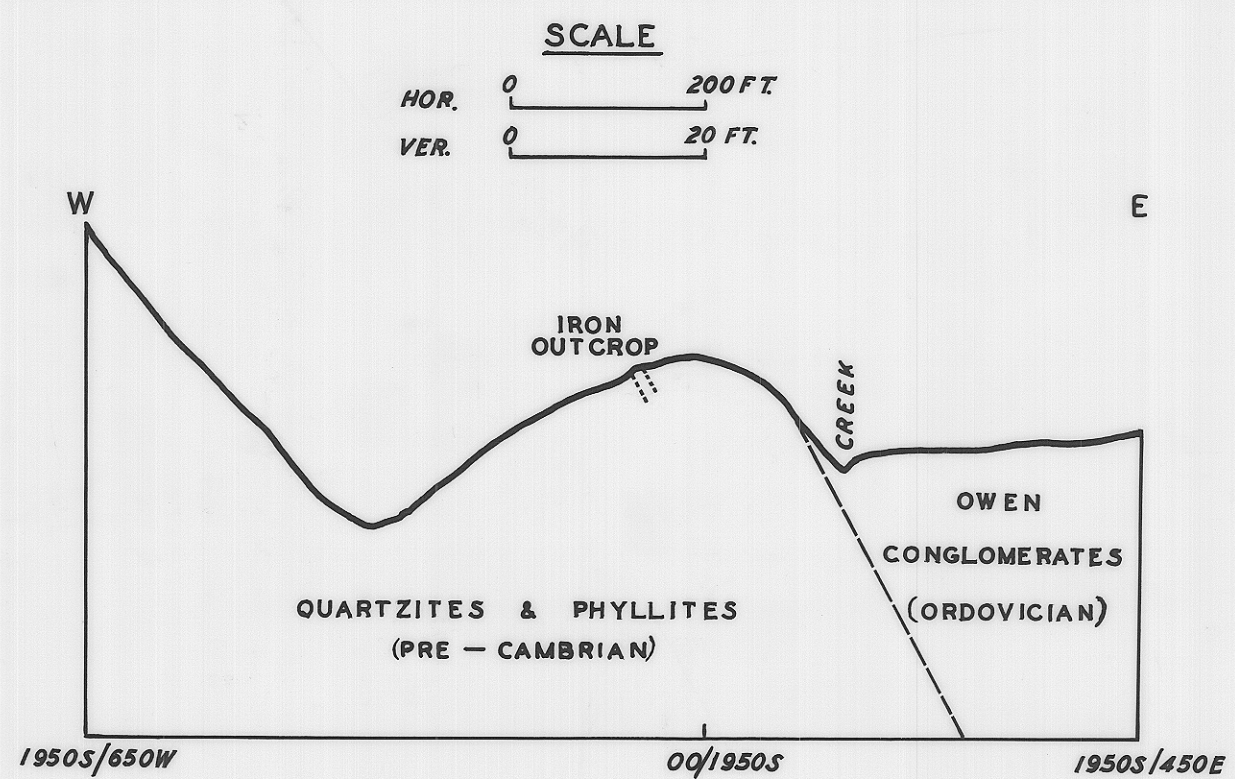 SCALE
HOR. 0 200 FT.
VER. 0 20 FT.
W
E
IRON
OUTCROP
CREEK
OWEN
CONGLOMERATES
(ORDOVICIAN)
QUARTZITES & PHYLLITES
(PRE - CAMBRIAN)
1950S/650W
00/1950S
1950S/450E